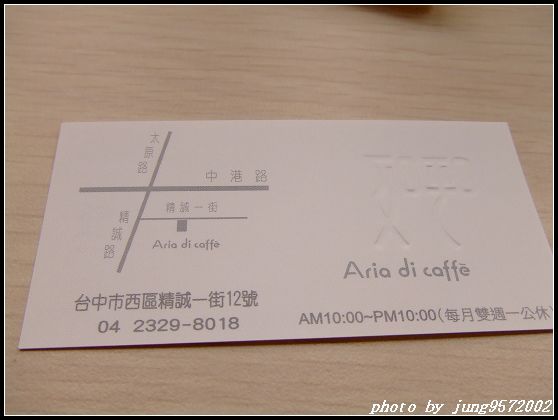 太原路
中港路
精誠一街
精誠路
Aria di caffè
台中市西區精誠一街12號
04 2329-8018
Aria di caffè
AM10:00~PM10:00(每月雙週一公休
photo by jung9572002